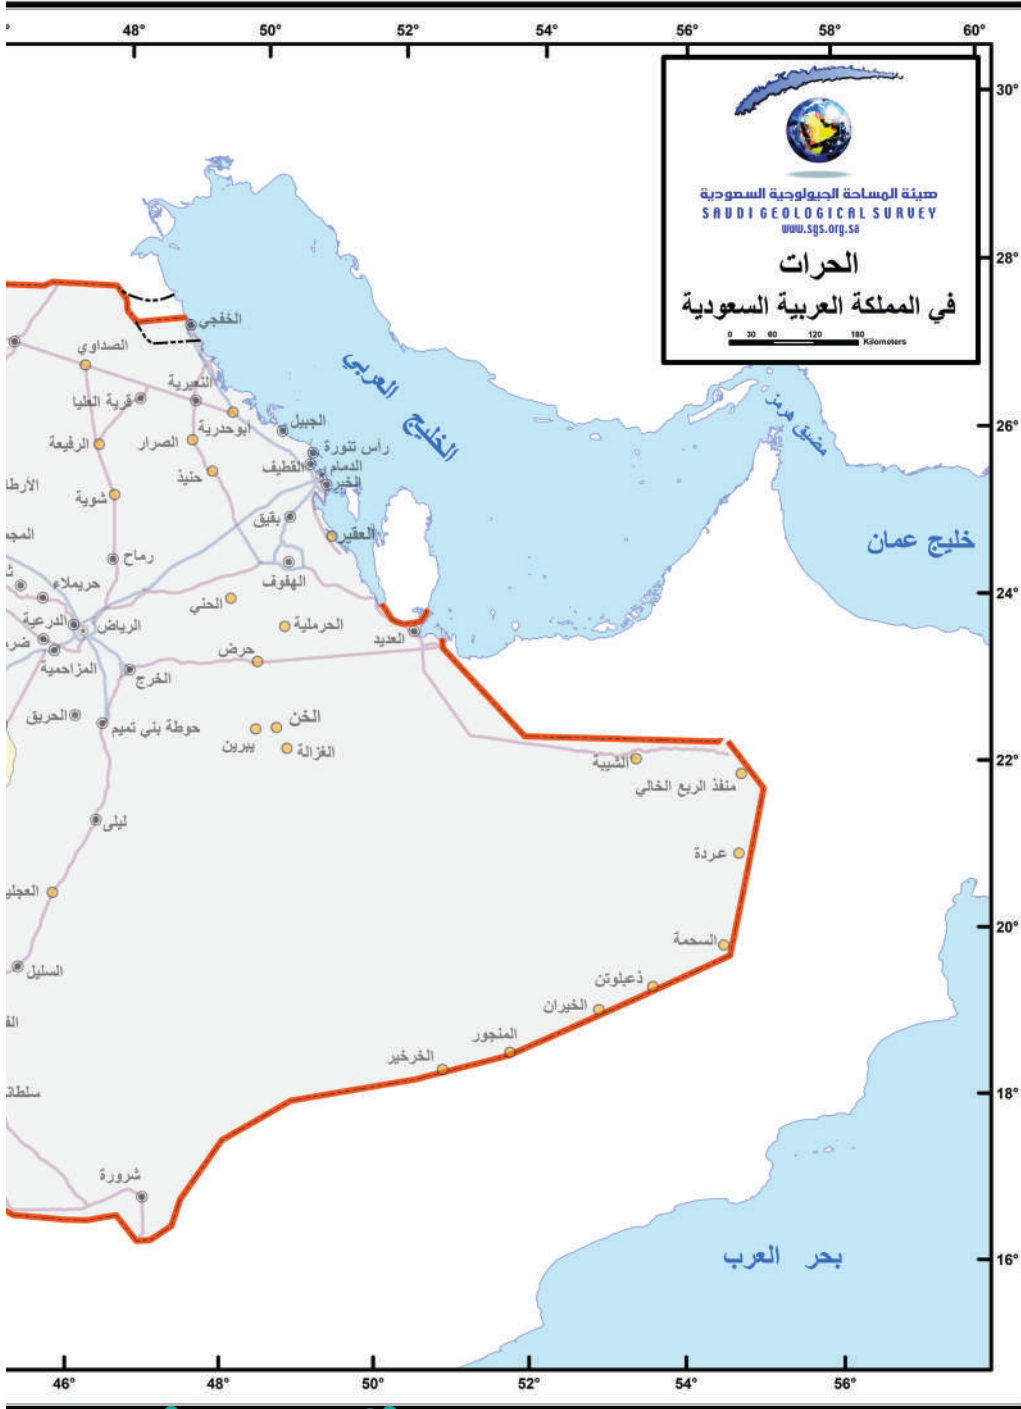 48° 50° 52° 54° 56° 58° 60°
30°
هيئة المساحة الجيولوجية السعودية
SAUDI GEOLOGICAL SURVEY
www.sgs.org.sa
الحرات
في المملكة العربية السعودية
0 30 60 120 180
Kilometers
28°
الخفجي
الصداوي
الخليج العربي
النعيرية
قرية العليا
مضيق هرمز
الجبيل
ابوحدرية
26°
الصرار
الرفيعة
رأس تنورة
الدمام
القطيف
الخبر
حنيذ
شوية
بقيق
العقير
خليج عمان
رماح
الهفوف
حريملاء
24°
الحني
الدرعية
الرياض
الحرملية
العديد
المزاحمية
حرض
الخرج
الحريق
حوطة بني تميم
الخن
يبرين
الغزالة
22°
الشيبة
منفذ الربع الخالي
ليلى
عردة
20°
السحمة
السليل
ذعبلوتن
الخيران
المنجور
الخرخير
18°
شرورة
بحر العرب
16°
46° 48° 50° 52° 54° 56°